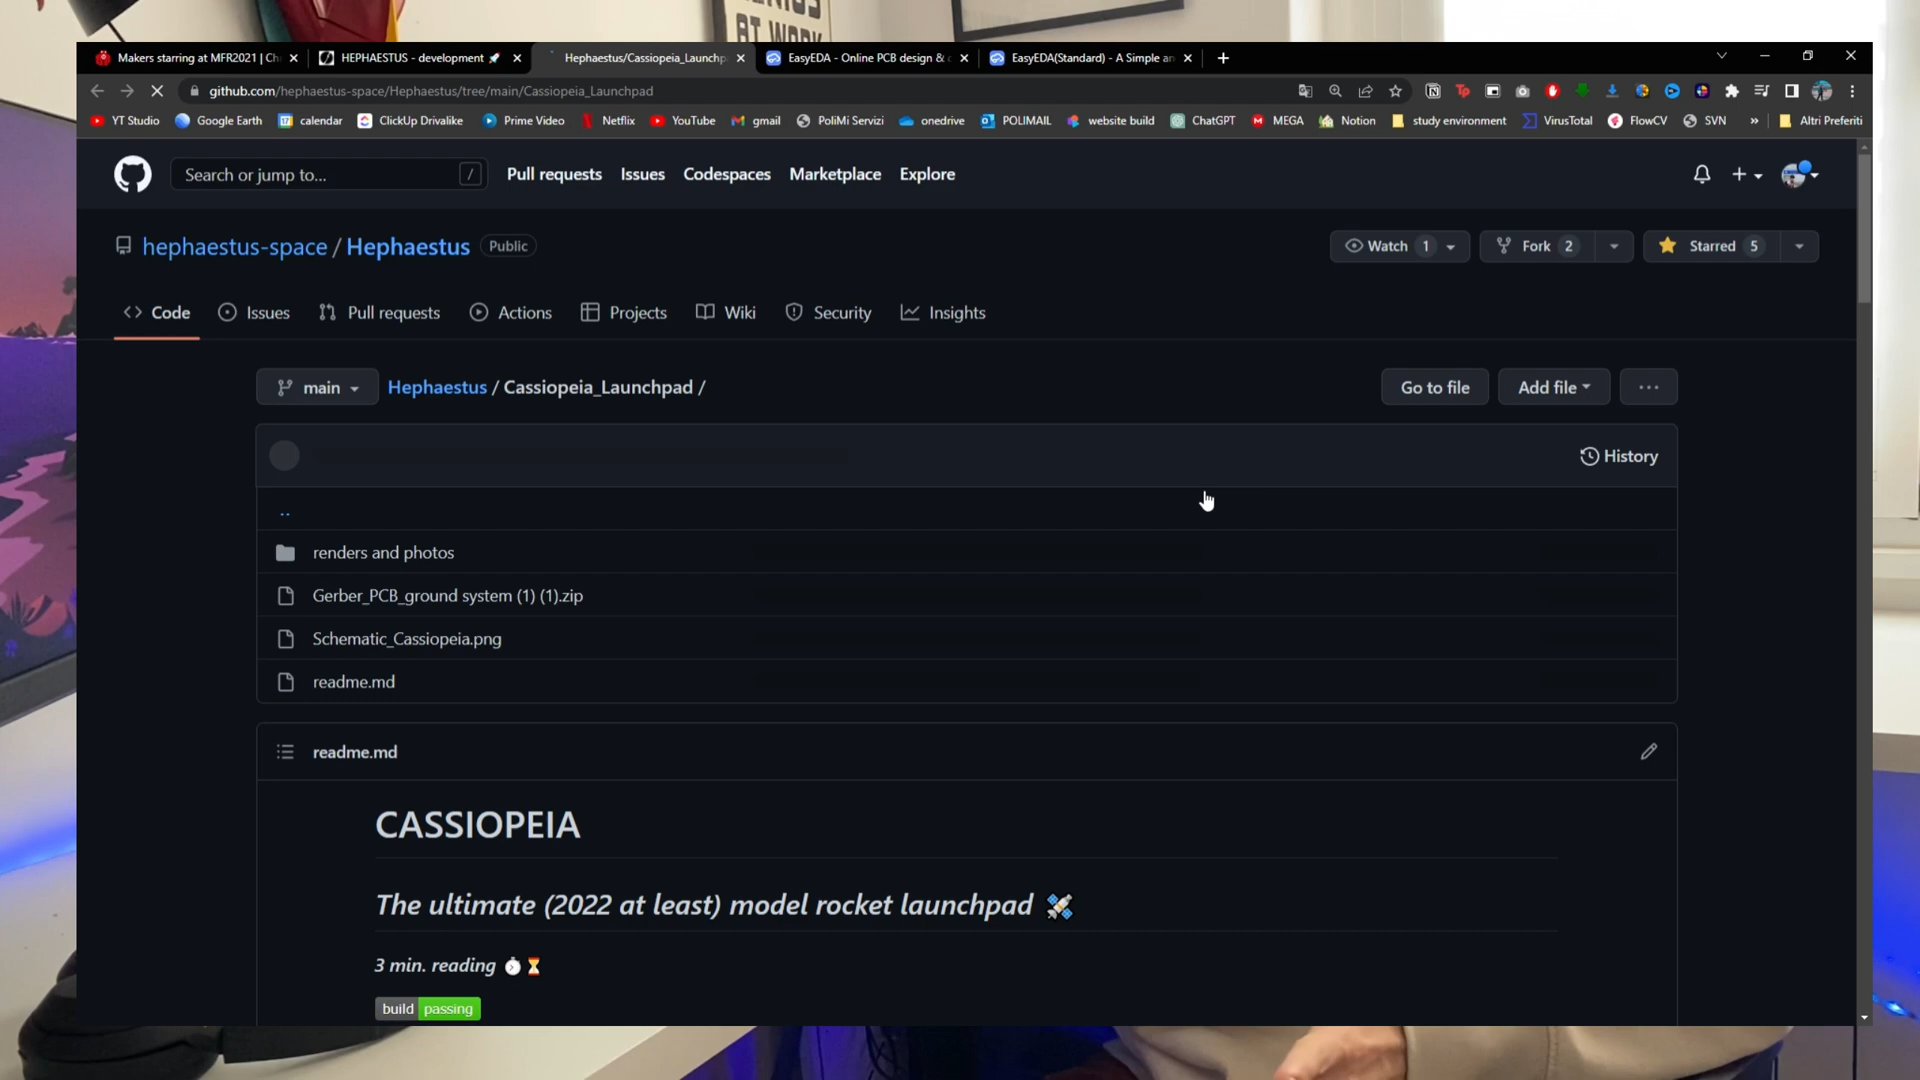 AT WORK
Makers starring at MFR2021 | Ch
HEPHAESTUS - development
Hephaestus/Cassiopeia_Launchp
EasyEDA - Online PCB design & c
EasyEDA(Standard) - A Simple an
github.com/hephaestus-space/Hephaestus/tree/main/Cassiopeia_Launchpad
YT Studio
Google Earth
calendar
ClickUp Drivalike
Prime Video
Netflix
YouTube
gmail
PoliMi Servizi
onedrive
POLIMAIL
website build
ChatGPT
MEGA
Notion
study environment
VirusTotal
FlowCV
SVN
»
Altri Preferiti
Search or jump to... /
Pull requests
Issues
Codespaces
Marketplace
Explore
hephaestus-space / Hephaestus Public
Watch 1
Fork 2
Starred 5
Code
Issues
Pull requests
Actions
Projects
Wiki
Security
Insights
main
Hephaestus / Cassiopeia_Launchpad /
Go to file
Add file
...
History
..
renders and photos
Gerber_PCB_ground system (1) (1).zip
Schematic_Cassiopeia.png
readme.md
readme.md
CASSIOPEIA
The ultimate (2022 at least) model rocket launchpad 🛰️
3 min. reading ⏱️⏳
build passing